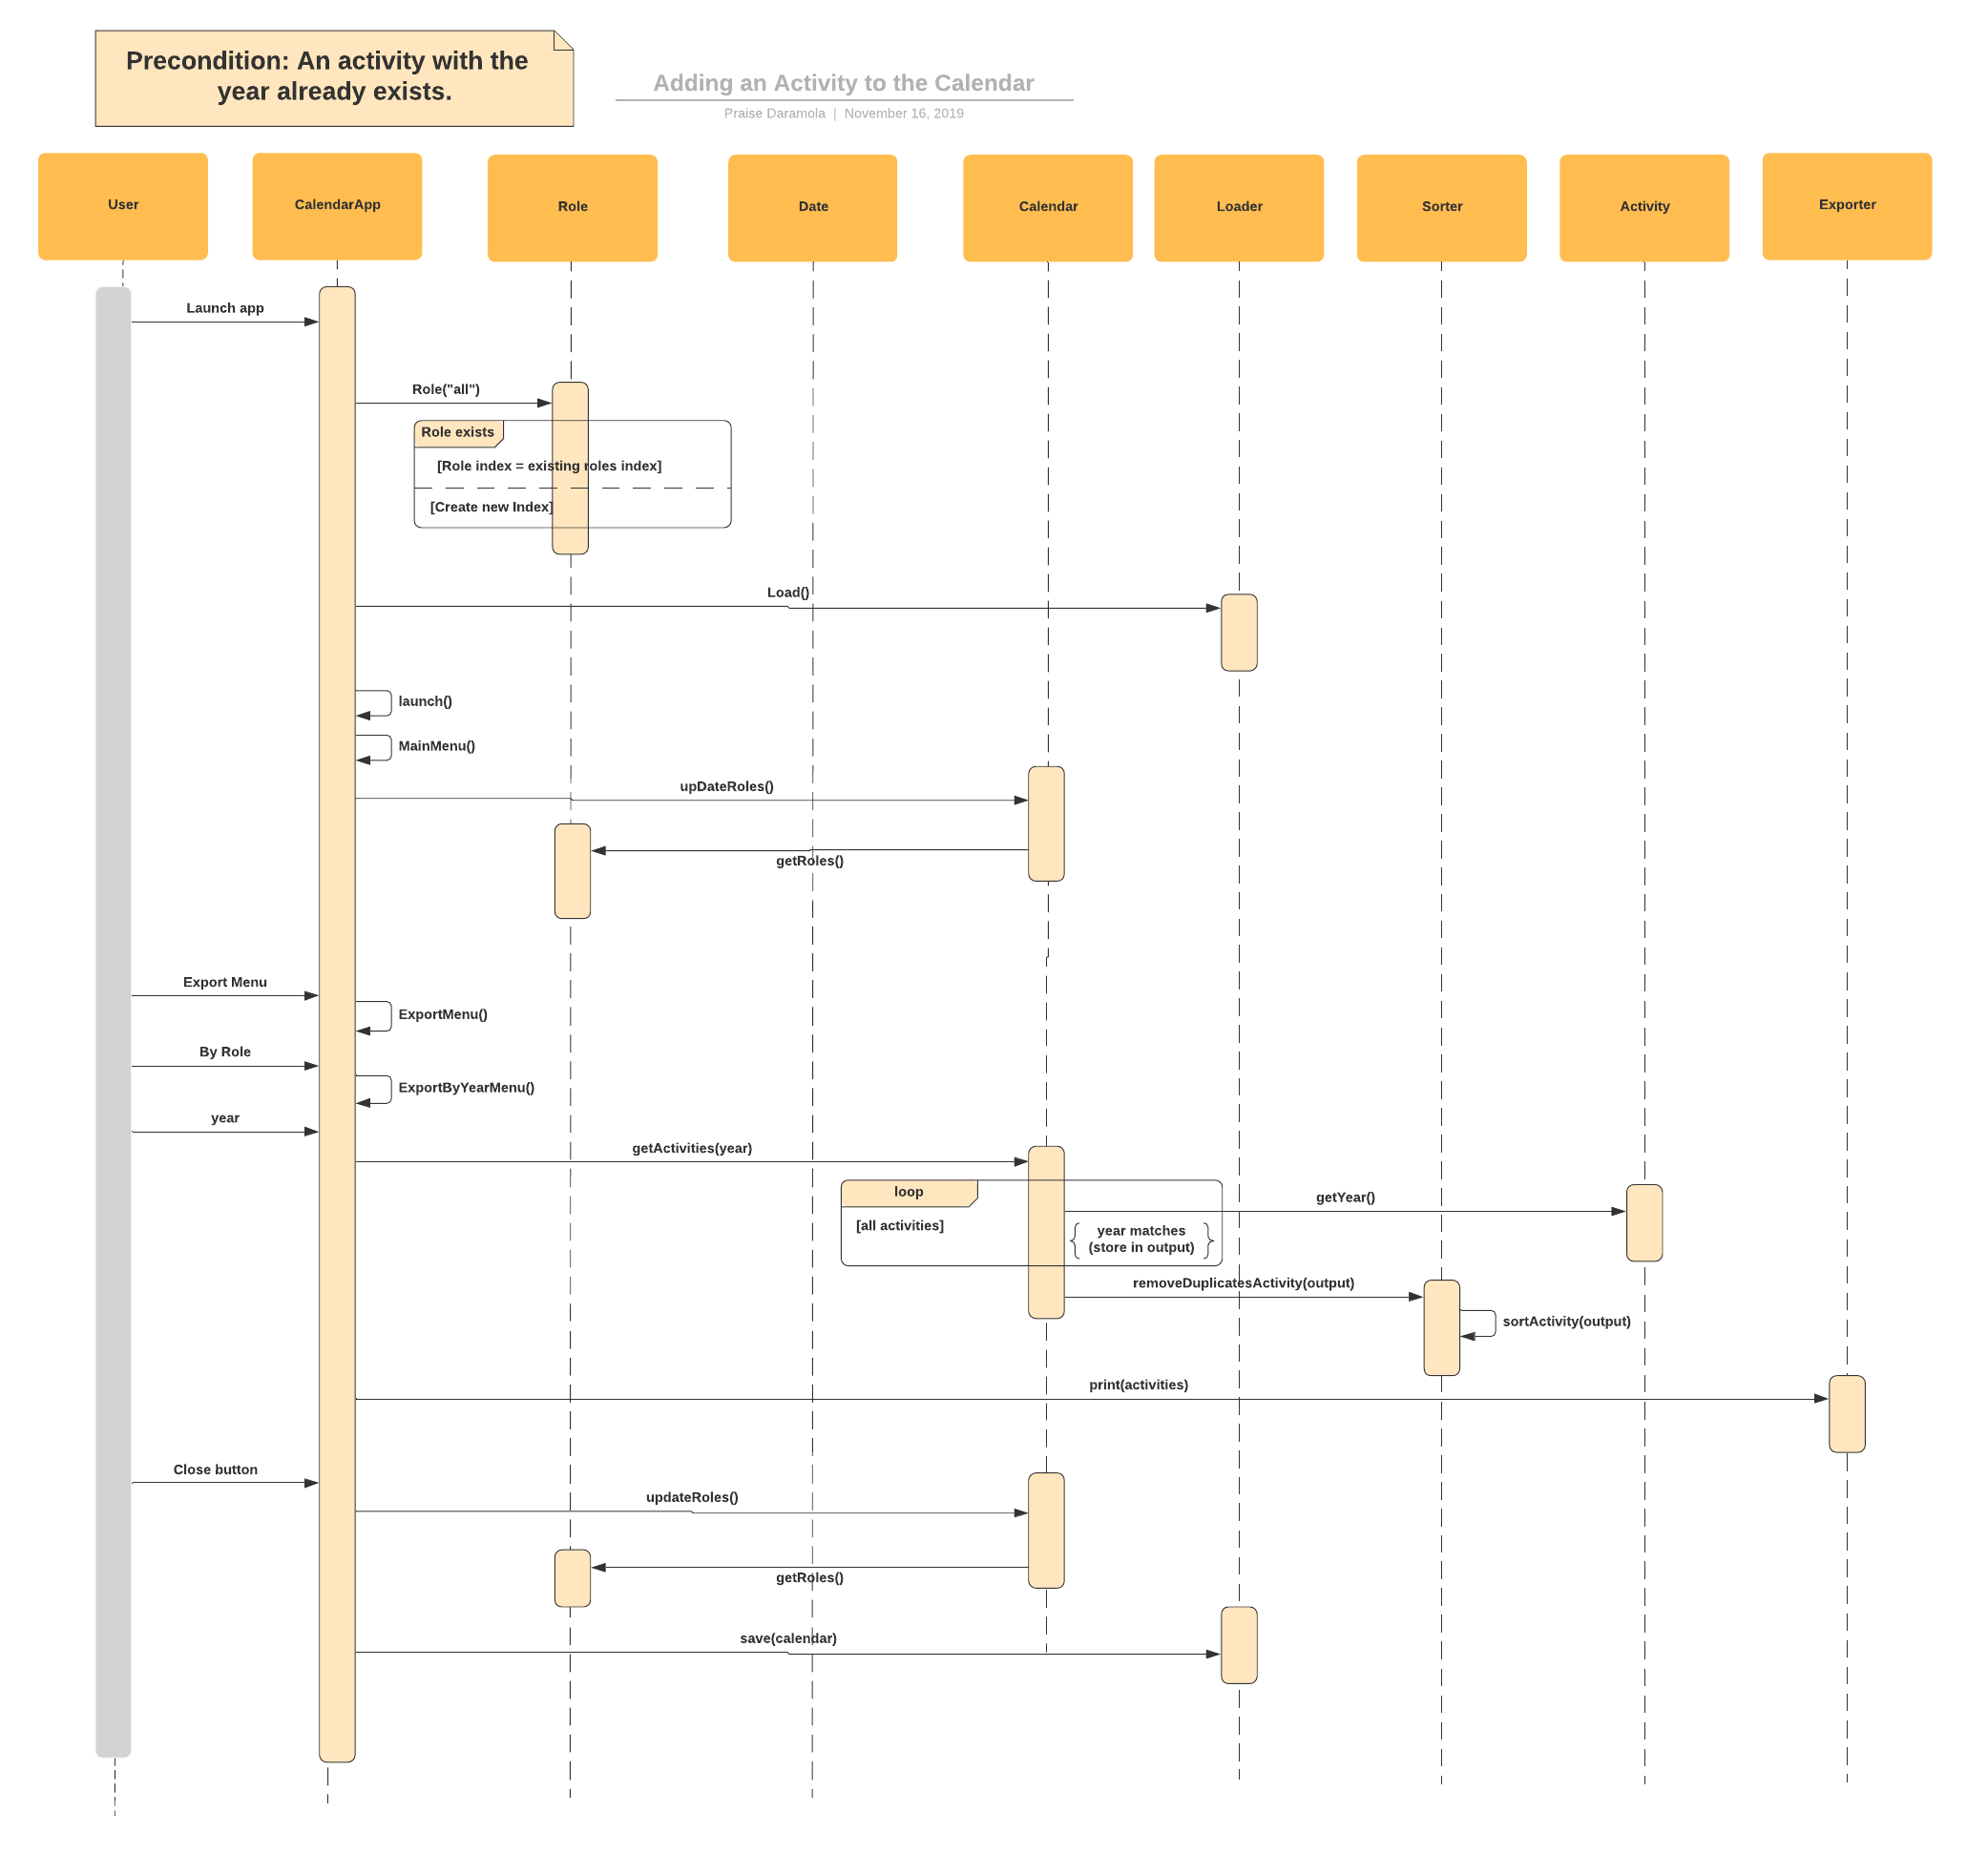 Precondition: An activity with the
year already exists.
Adding an Activity to the Calendar
Praise Daramola | November 16, 2019
User
CalendarApp
Role
Date
Calendar
Loader
Sorter
Activity
Exporter
Launch app
Role("all")
Role exists
[Role index = existing roles index]
[Create new Index]
Load()
launch()
MainMenu()
upDateRoles()
getRoles()
Export Menu
ExportMenu()
By Role
ExportByYearMenu()
year
getActivities(year)
loop
getYear()
[all activities]
year matches
(store in output)
removeDuplicatesActivity(output)
sortActivity(output)
print(activities)
Close button
updateRoles()
getRoles()
save(calendar)